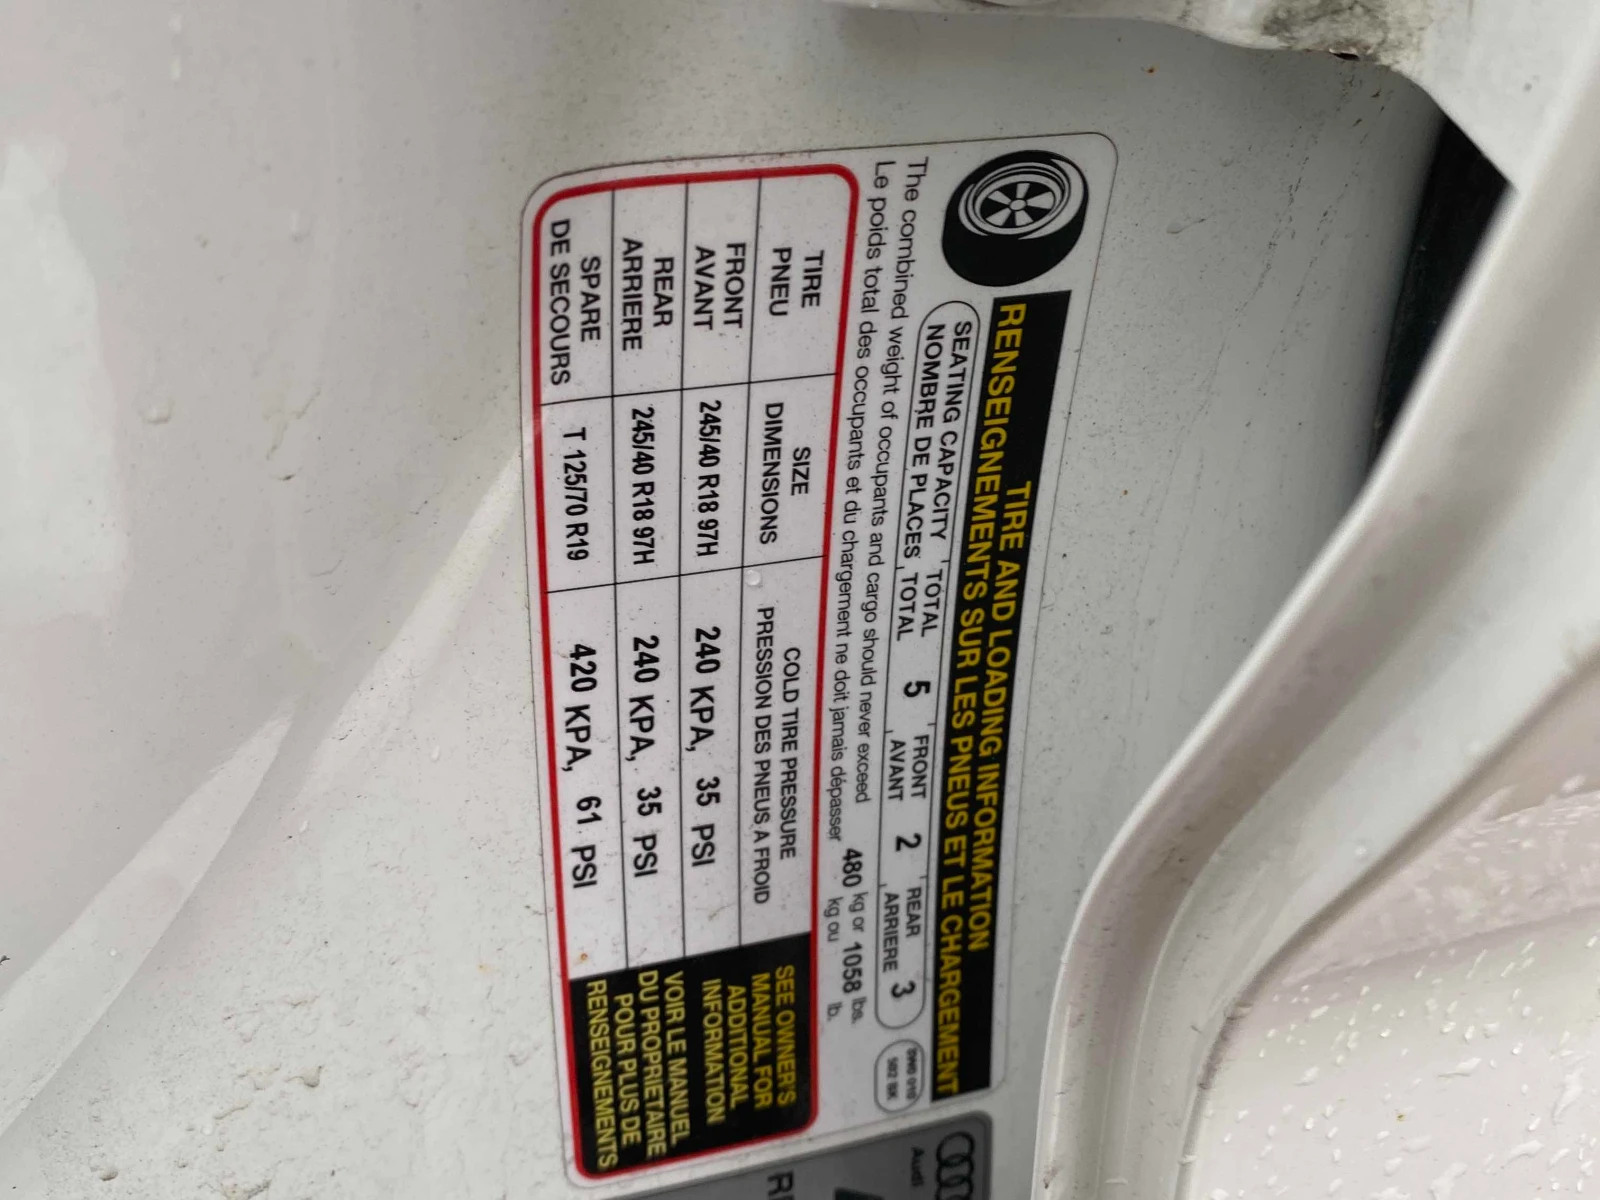 TIRE AND LOADING INFORMATION
RENSEIGNEMENTS SUR LES PNEUS ET LE CHARGEMENT
SEATING CAPACITY TOTAL 5 FRONT 2 REAR 3
NOMBRE DE PLACES TOTAL AVANT ARRIERE
The combined weight of occupants and cargo should never exceed 480 kg or 1058 lbs.
Le poids total des occupants et du chargement ne doit jamais dépasser kg ou lb.
TIRE SIZE COLD TIRE PRESSURE
PNEU DIMENSIONS PRESSION DES PNEUS A FROID
FRONT
AVANT 245/40 R18 97H 240 KPA, 35 PSI
REAR
ARRIERE 245/40 R18 97H 240 KPA, 35 PSI
SPARE
DE SECOURS T 125/70 R19 420 KPA, 61 PSI
SEE OWNER'S
MANUAL FOR
ADDITIONAL
INFORMATION
VOIR LE MANUEL
DU PROPRIETAIRE
POUR PLUS DE
RENSEIGNEMENTS
Audi